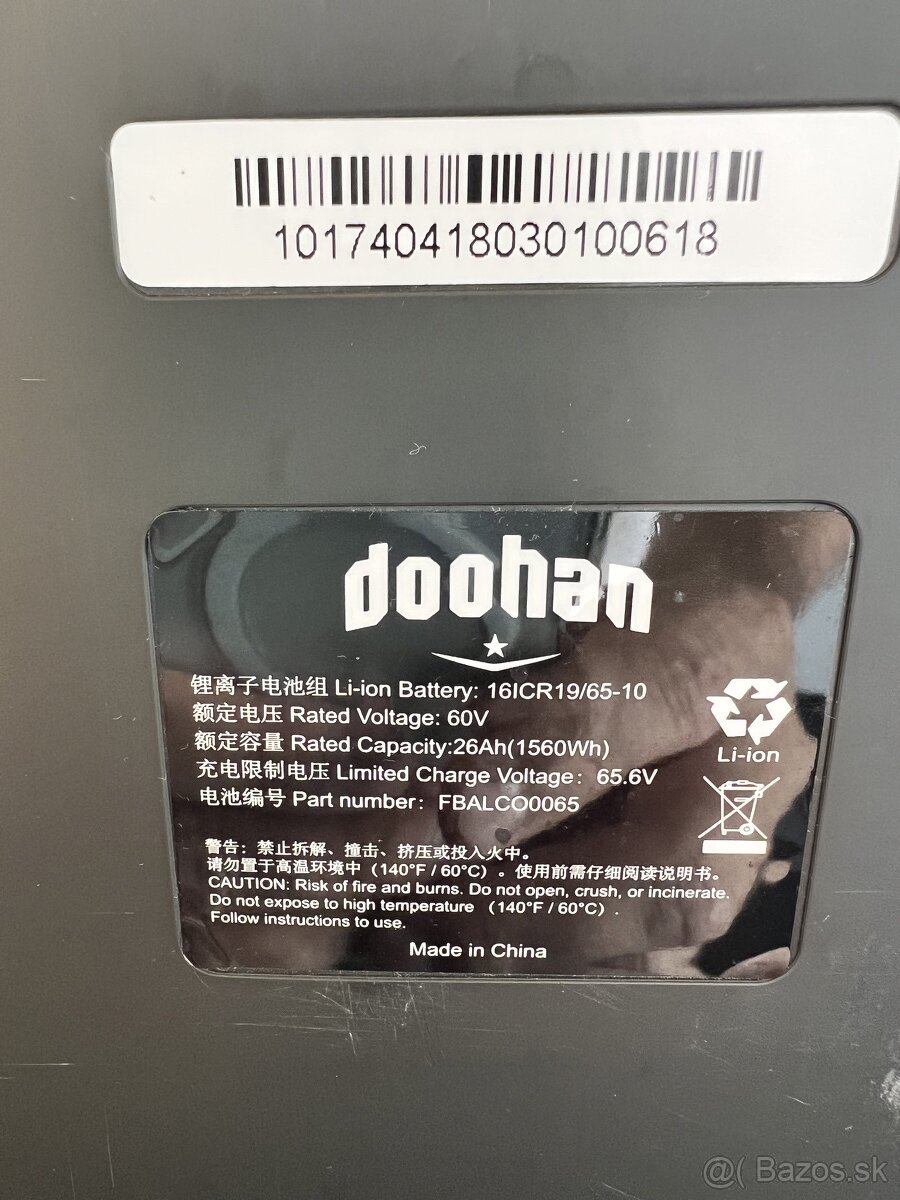 101740418030100618
doohan
锂离子电池组 Li-ion Battery: 16ICR19/65-10
额定电压 Rated Voltage: 60V
额定容量 Rated Capacity:26Ah(1560Wh)
充电限制电压 Limited Charge Voltage: 65.6V
电池编号 Part number: FBALCO0065
Li-ion
警告：禁止拆解、撞击、挤压或投入火中。
请勿置于高温环境中（140°F / 60°C）。使用前需仔细阅读说明书。
CAUTION: Risk of fire and burns. Do not open, crush, or incinerate.
Do not expose to high temperature （140°F / 60°C）.
Follow instructions to use.
Made in China
@( Bazos.sk